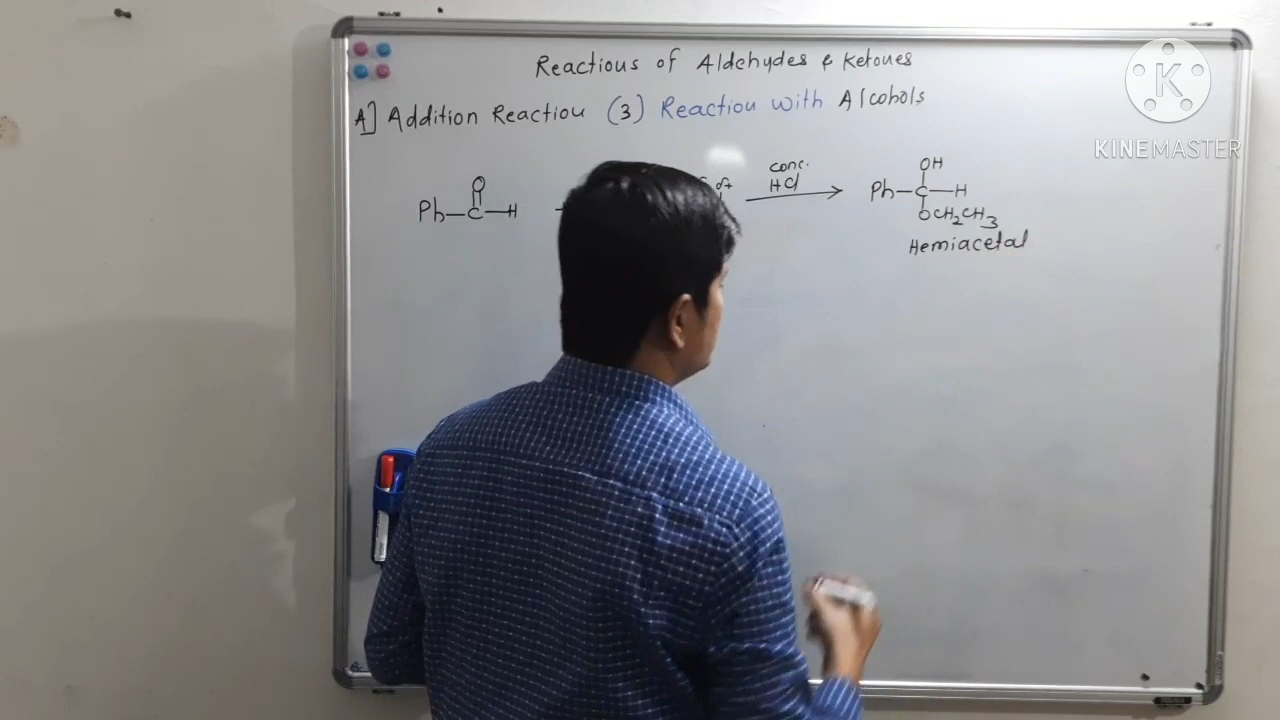 Reactions of Aldehydes & Ketones
A] Addition Reaction (3) Reaction with Alcohols
K
KINEMASTER
O
Ph—C—H
conc.
HCl
OH
Ph—C—H
OCH2CH3
Hemiacetal